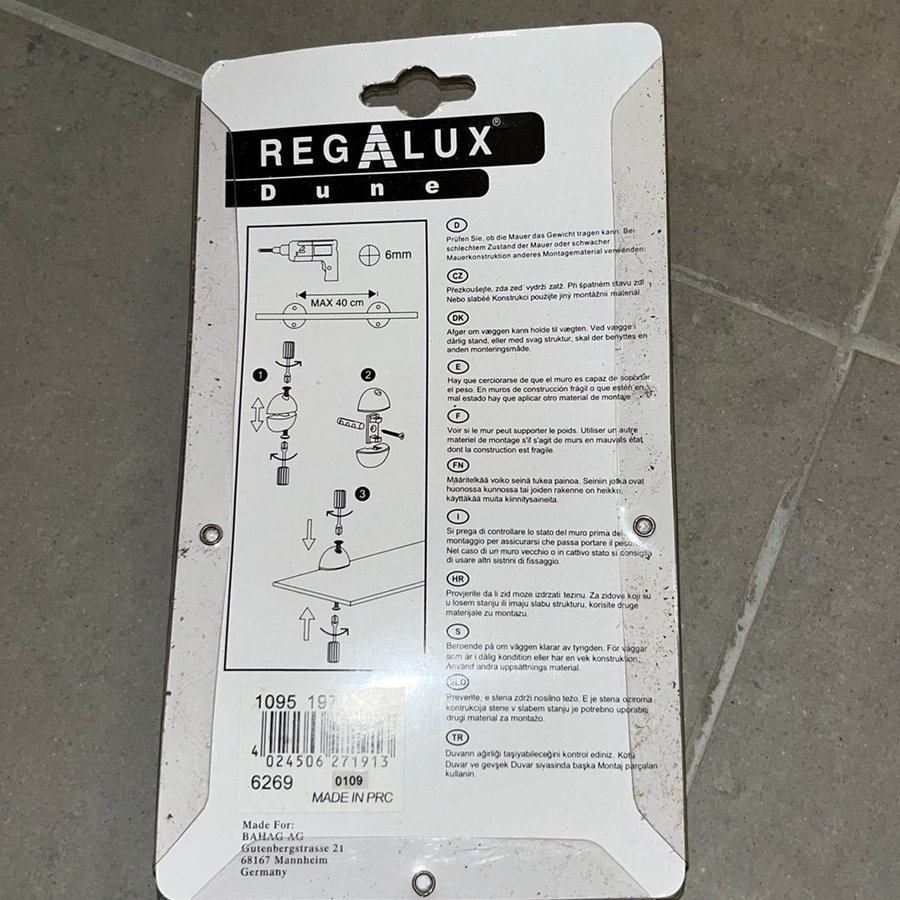 REGALUX®
Dune
6mm
MAX 40 cm
1
2
3
D
Prüfen Sie, ob die Mauer das Gewicht tragen kann. Bei
schlechtem Zustand der Mauer oder schwacher
Mauerkonstruktion anderes Montagematerial verwenden.
CZ
Přezkoušejte, zda zeď vydrží zatž. Pří špatném stavu zdi
Nebo slabéé Konstrukci použijte jiný montážnii materiál.
DK
Afgør om væggen kann holde til vægten. Ved vægge i
dårlig stand, eller med svag struktur, skal der benyttes en
anden monteringsmåde.
E
Hay que cerciorarse de que el muro es capaz de soportar
el peso. En muros de construcción frágil o que estén en
mal estado hay que aplicar otro material de montaje
F
Voir si le mur peut supporter le poids. Utiliser un autre
materiel de montage s'il s'agit de murs en mauvals état
dont la construction est fragile.
FN
Määritelkää voiko seinä tukea painoa. Seiniin jotka ovat
huonossa kunnossa tai joiden rakenne on heikko,
käyttäkää muita kiinnitysaineita.
I
Si prega di controllare lo stato del muro prima del
montaggio per assicurarsi che passa portare il peso.
Nel caso di un muro vecchio o in cattivo stato si consiglia
di usare altri sistrini di fissaggio.
HR
Provjerite da li zid moze izdrzati tezinu. Za zidove koji su
u losem stanju ili imaju slabu strukturu, korisite druge
materijale zu montazu.
S
Beroende på om väggen klarar av tyngden. För väggar
som är i dålig kondition eller har en vek konstruktion.
Använd andra uppsättnings material.
SLO
Preverite, e stena zdrži nosilno težo. E je stena oziroma
kontrukcija stene v slabem stanju je potrebno uporabiti
drugi material za montažo.
TR
Duvann ağirliği taşiyabileceğini kontrol ediniz. Kötü
Duvar ve gevşek Duvar siyasinda başka Montaj parçalan
kullanin.
1095 197
4 024506 271913
6269 0109
MADE IN PRC
Made For:
BAHAG AG
Gutenbergstrasse 21
68167 Mannheim
Germany